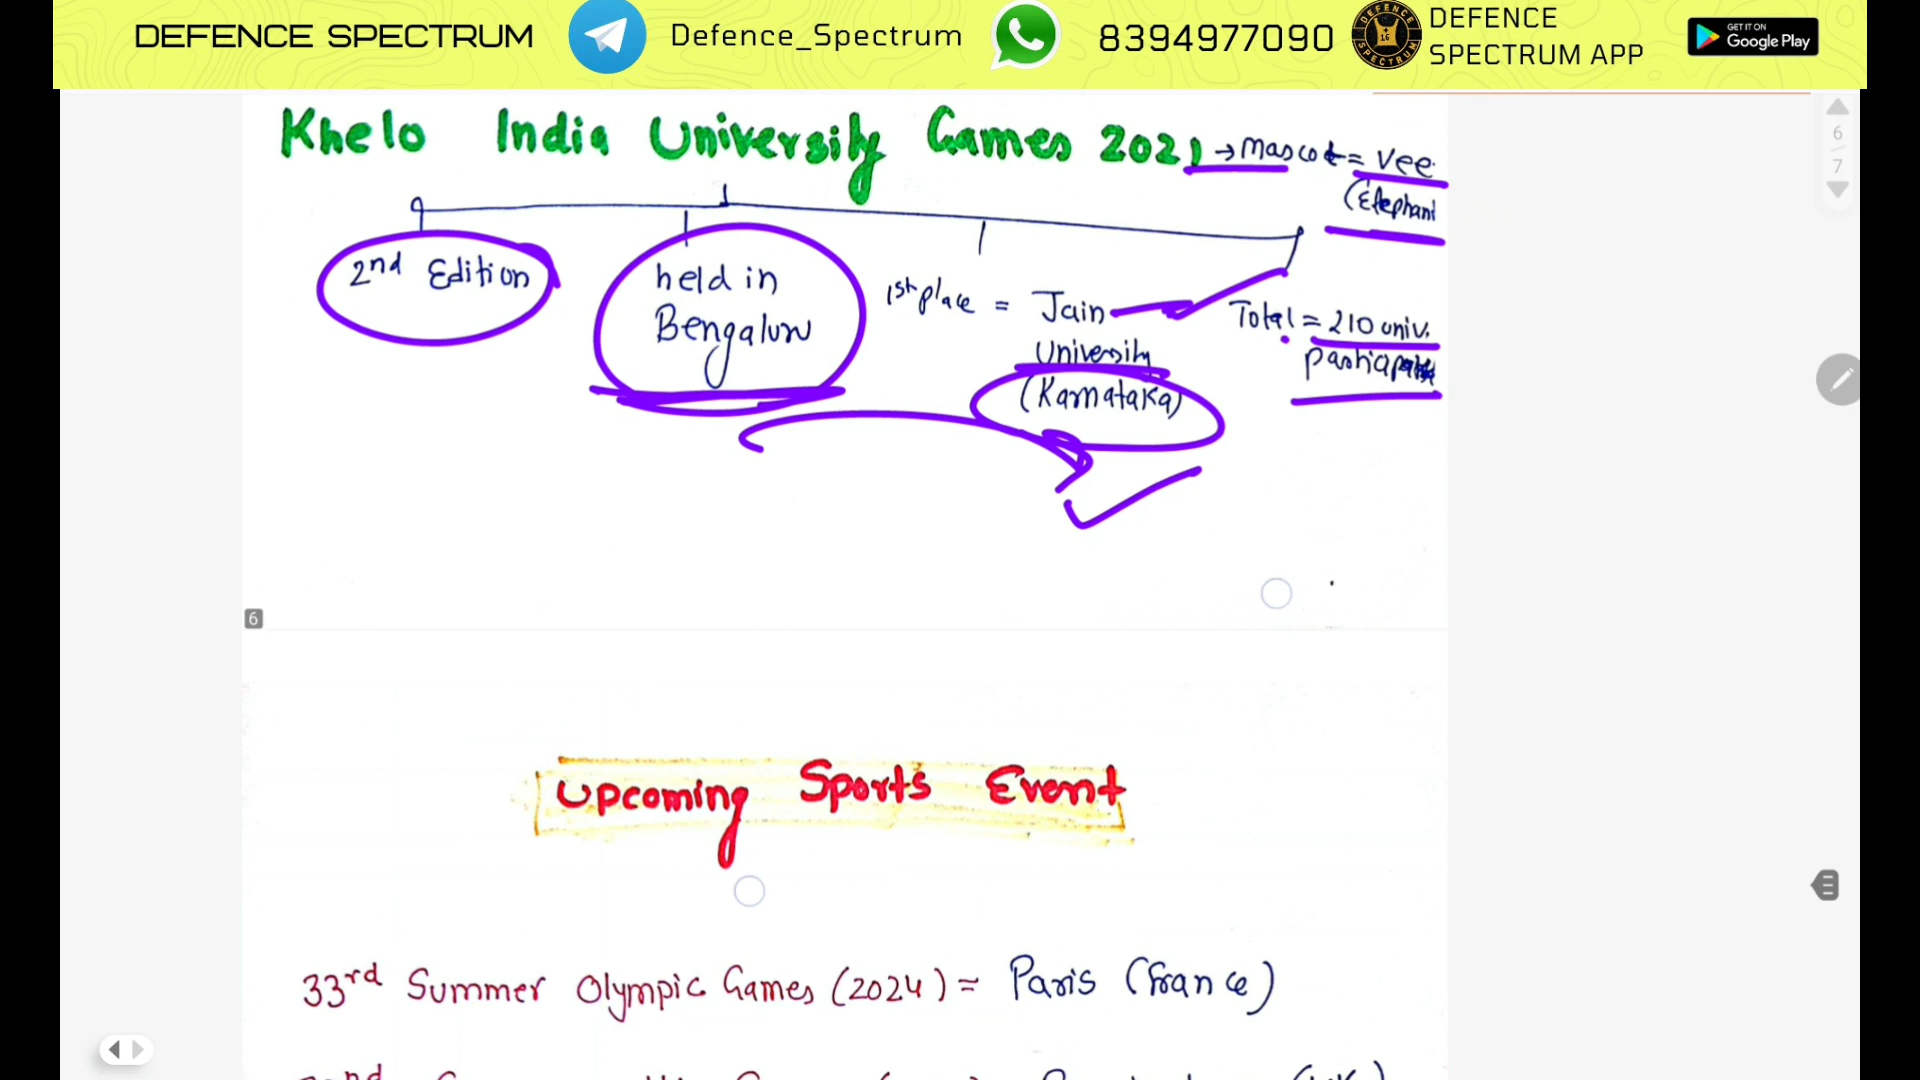 DEFENCE SPECTRUM Defence_Spectrum 8394977090 DEFENCE SPECTRUM APP GET IT ON Google Play
Khelo India University Games 2021 → Mascot = Vee
(Elephant
2nd Edition
held in
Bengaluru
1st place = Jain
University
(Karnataka)
Total = 210 univ.
6
7
6
Upcoming Sports Event
33rd Summer Olympic Games (2024) = Paris (France)